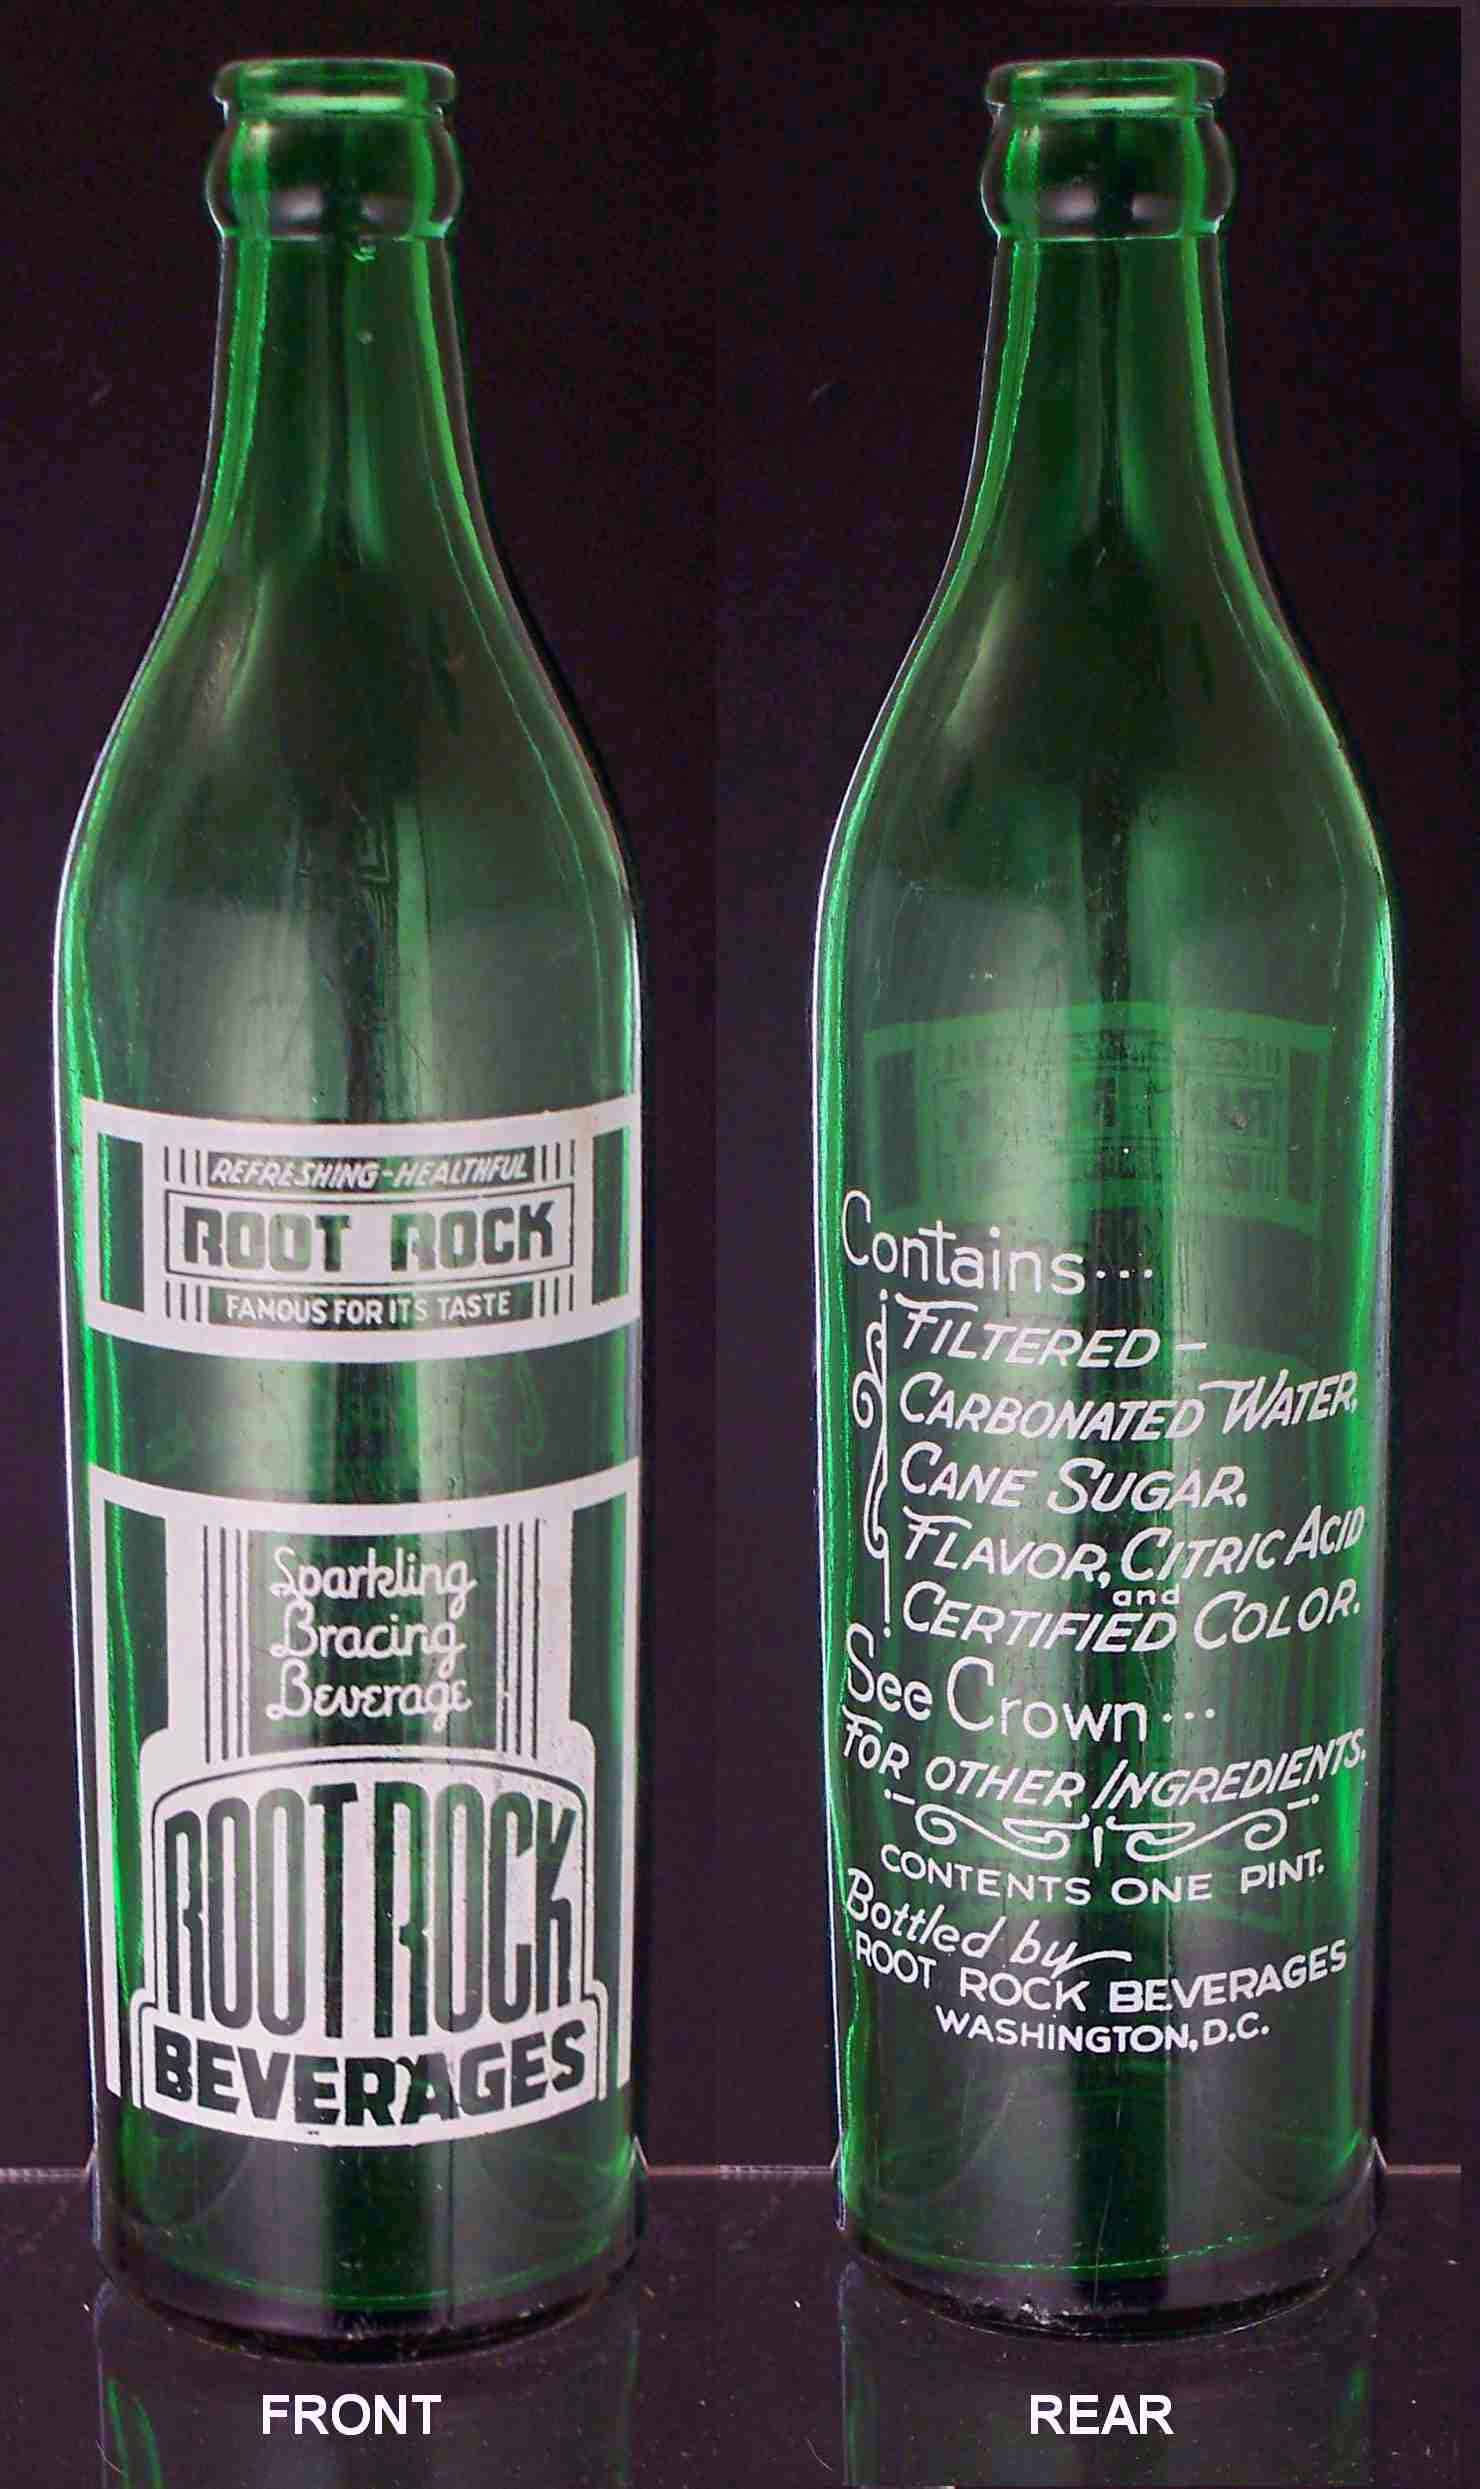 REFRESHING-HEALTHFUL
ROOT ROCK
FAMOUS FOR ITS TASTE
Sparkling
Bracing
Beverage
ROOT ROCK
BEVERAGES
FRONT
Contains...
FILTERED-
CARBONATED WATER,
CANE SUGAR.
FLAVOR, CITRIC ACID
and
CERTIFIED COLOR.
See Crown...
FOR OTHER INGREDIENTS.
CONTENTS ONE PINT.
Bottled by
ROOT ROCK BEVERAGES
WASHINGTON, D.C.
REAR